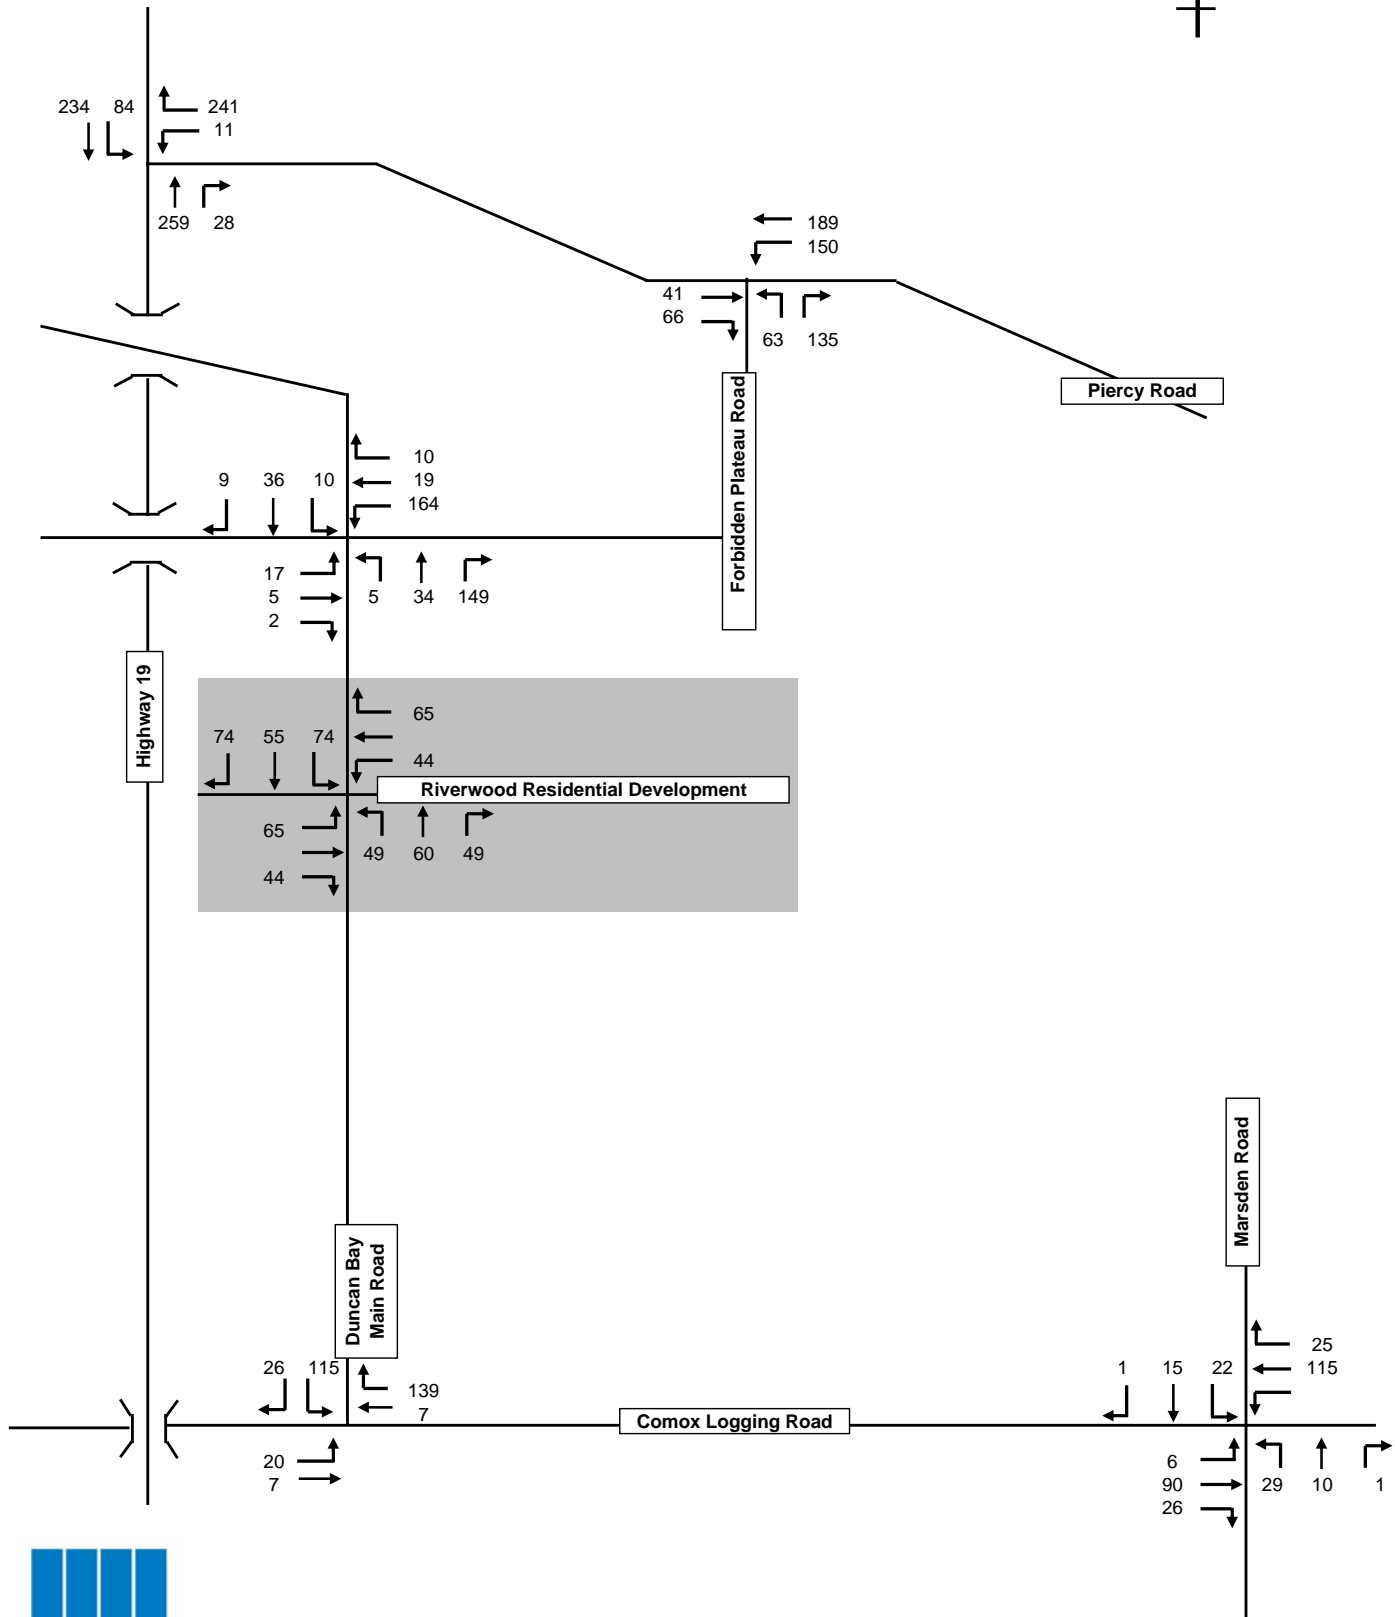 234 84 241
11
259 28
189
150
41
66
63 135
Piercy Road
Forbidden Plateau Road
10
9 36 10 19
164
17
5 5 34 149
2
Highway 19
65
74 55 74
44
Riverwood Residential Development
65
49 60 49
44
Marsden Road
Duncan Bay
Main Road
26 115
139
7
25
1 15 22 115
Comox Logging Road
20
7
6
90 29 10 1
26